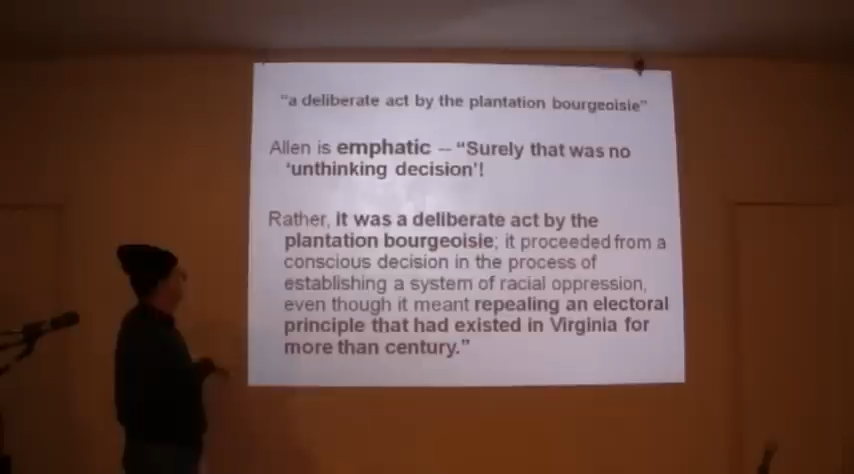 “a deliberate act by the plantation bourgeoisie”
Allen is emphatic – “Surely that was no
‘unthinking decision’!
Rather, it was a deliberate act by the
plantation bourgeoisie; it proceeded from a
conscious decision in the process of
establishing a system of racial oppression,
even though it meant repealing an electoral
principle that had existed in Virginia for
more than century.”